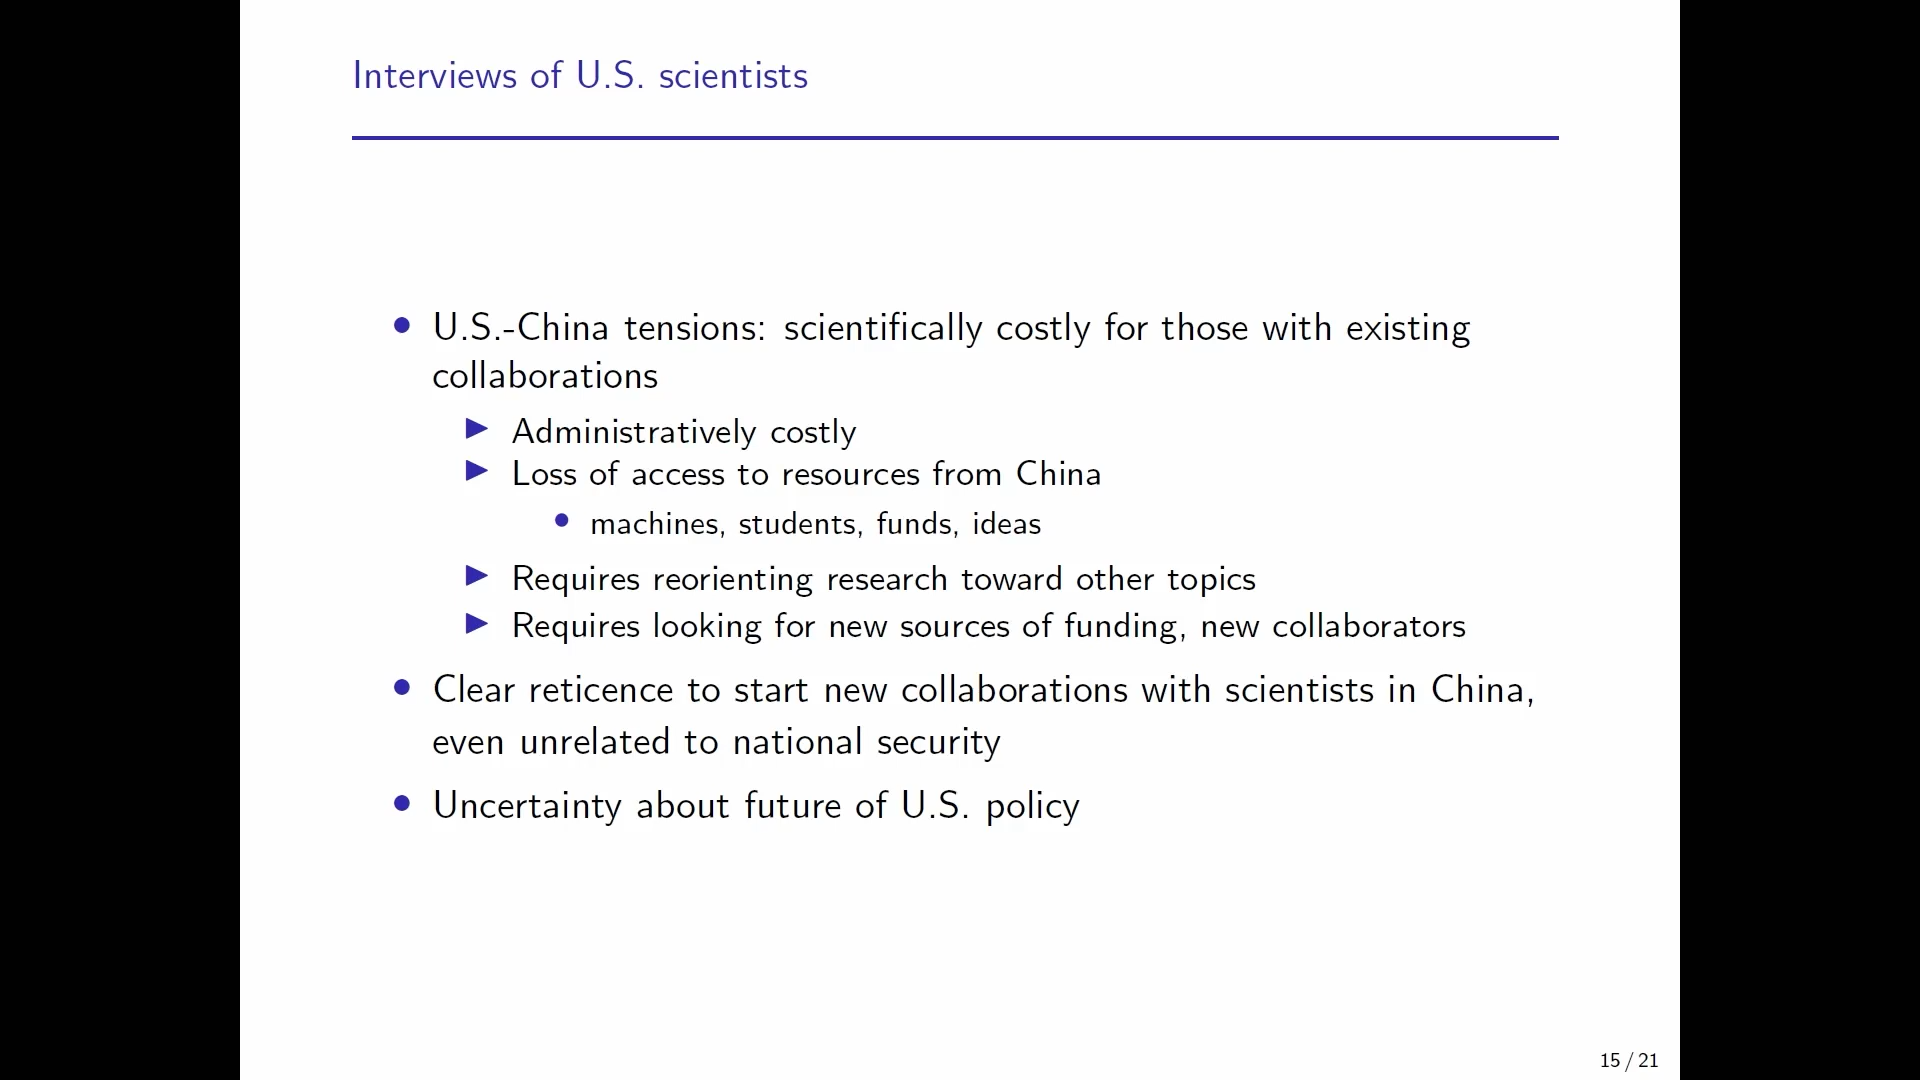 Interviews of U.S. scientists
• U.S.-China tensions: scientifically costly for those with existing
collaborations
▶ Administratively costly
▶ Loss of access to resources from China
• machines, students, funds, ideas
▶ Requires reorienting research toward other topics
▶ Requires looking for new sources of funding, new collaborators
• Clear reticence to start new collaborations with scientists in China,
even unrelated to national security
• Uncertainty about future of U.S. policy
15 / 21